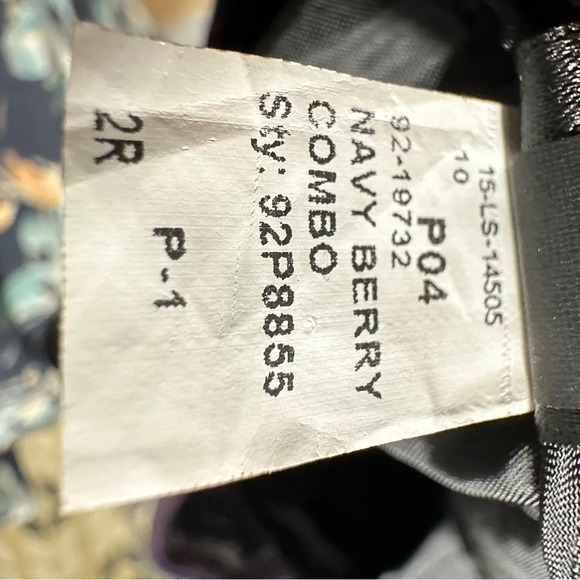 15-LS-14505
10
P04
92-19732
NAVY BERRY
COMBO
Sty: 92P8855
P-1
2R